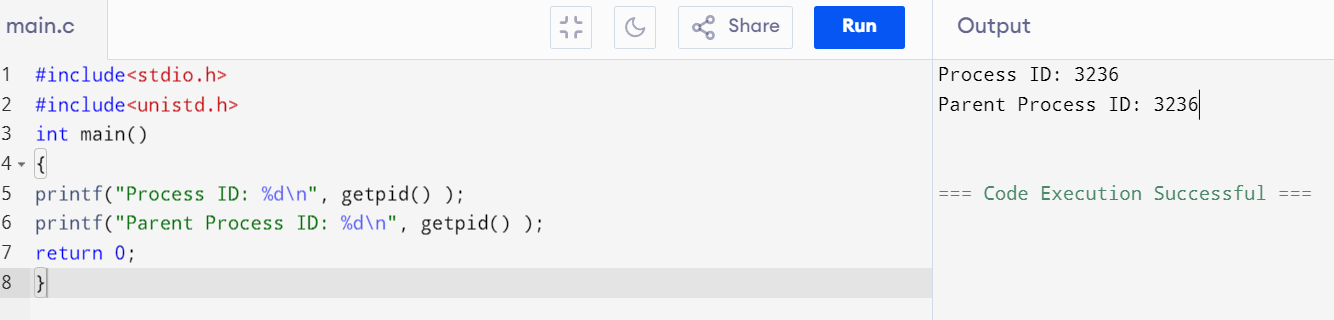 main.c
Share
Run
Output
1 #include<stdio.h>
2 #include<unistd.h>
3 int main()
4 {
5 printf("Process ID: %d\n", getpid() );
6 printf("Parent Process ID: %d\n", getpid() );
7 return 0;
8 }
Process ID: 3236
Parent Process ID: 3236
=== Code Execution Successful ===